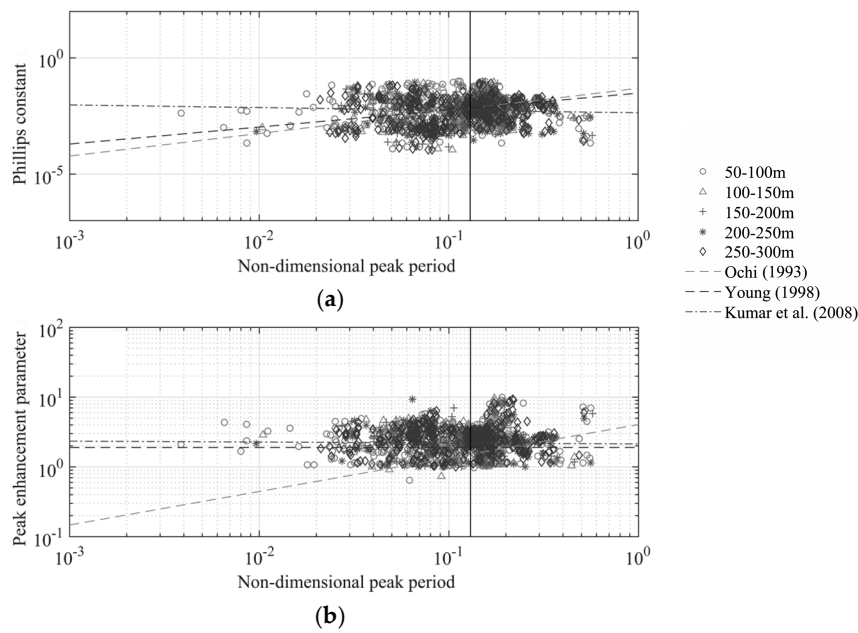 10^0
10^-5
Phillips constant
10^-3
10^-2
10^-1
10^0
Non-dimensional peak period
(a)
50-100m
100-150m
150-200m
200-250m
250-300m
Ochi (1993)
Young (1998)
Kumar et al. (2008)
10^2
10^1
10^0
10^-1
Peak enhancement parameter
10^-3
10^-2
10^-1
10^0
Non-dimensional peak period
(b)